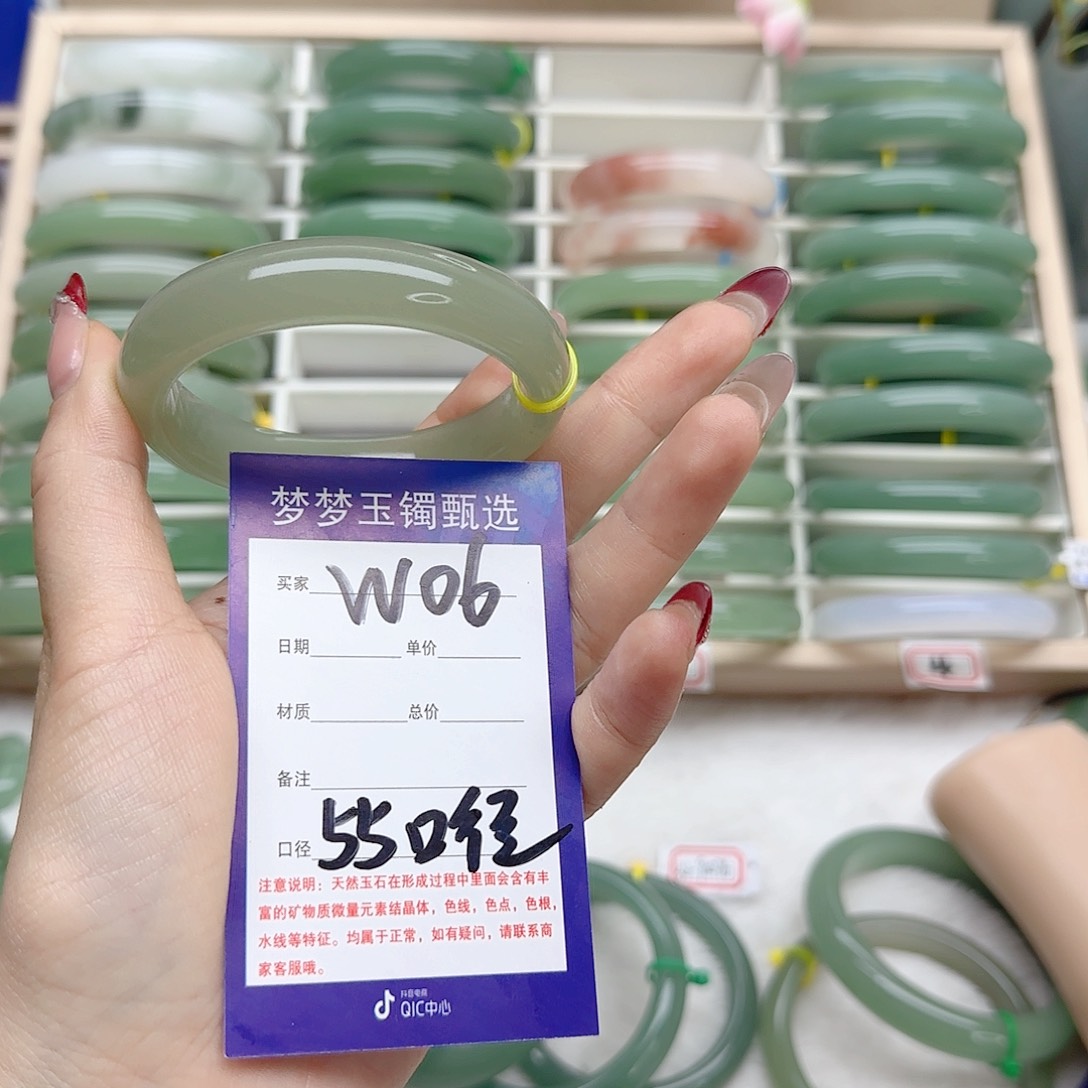 梦梦玉镯甄选
买家 W06
日期 单价
材质 总价
备注
口径 55口径
注意说明：天然玉石在形成过程中里面会含有丰
富的矿物质微量元素结晶体，色线，色点，色根，
水线等特征。均属于正常，如有疑问，请联系商
家客服哦。
抖音电商
QIC中心